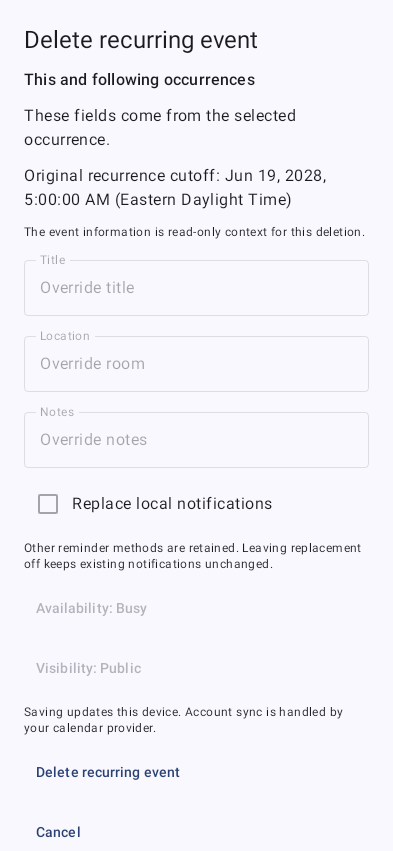 Delete recurring event
This and following occurrences
These fields come from the selected
occurrence.
Original recurrence cutoff: Jun 19, 2028,
5:00:00 AM (Eastern Daylight Time)
The event information is read-only context for this deletion.
Title
Override title
Location
Override room
Notes
Override notes
Replace local notifications
Other reminder methods are retained. Leaving replacement
off keeps existing notifications unchanged.
Availability: Busy
Visibility: Public
Saving updates this device. Account sync is handled by
your calendar provider.
Delete recurring event
Cancel